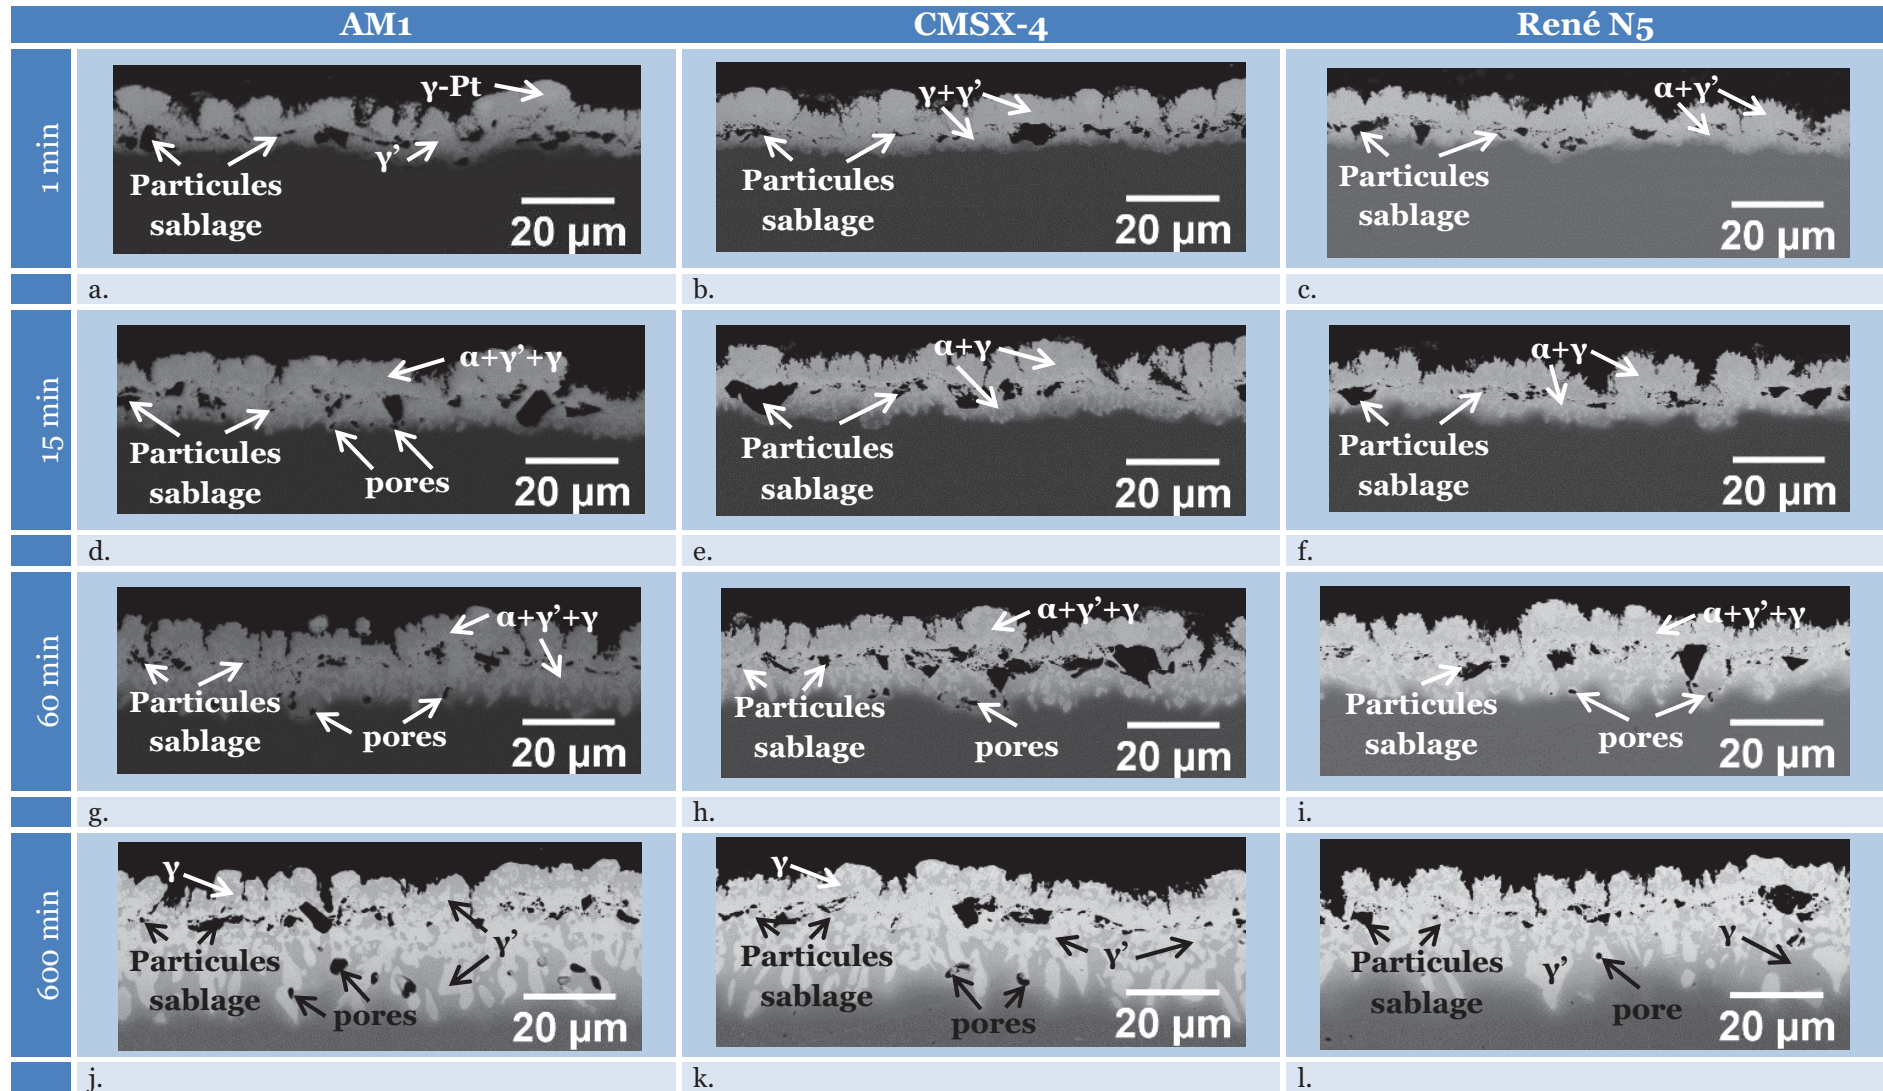 AM1
CMSX-4
René N5
1 min
γ-Pt
γ'
Particules
sablage
20 µm
γ+γ'
Particules
sablage
20 µm
α+γ'
Particules
sablage
20 µm
a.
b.
c.
15 min
α+γ'+γ
Particules
sablage
pores
20 µm
α+γ
Particules
sablage
20 µm
α+γ
Particules
sablage
20 µm
d.
e.
f.
60 min
α+γ'+γ
Particules
sablage
pores
20 µm
α+γ'+γ
Particules
sablage
pores
20 µm
α+γ'+γ
Particules
sablage
pores
20 µm
g.
h.
i.
600 min
γ
γ'
Particules
sablage
pores
20 µm
γ
γ'
Particules
sablage
pores
20 µm
γ
γ'
Particules
sablage
pore
20 µm
j.
k.
l.